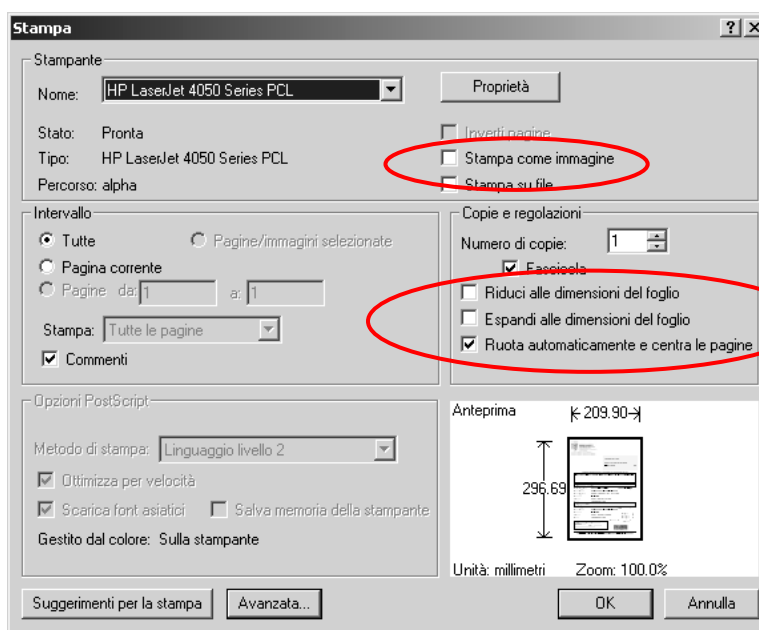 Stampa
Stampante
Nome: HP LaserJet 4050 Series PCL
Proprietà
Stato: Pronta
Inverti pagine
Tipo: HP LaserJet 4050 Series PCL
Stampa come immagine
Percorso: alpha
Stampa su file
Intervallo
Tutte
Pagine/immagini selezionate
Pagina corrente
Pagine da: 1 a: 1
Stampa: Tutte le pagine
Commenti
Copie e regolazioni
Numero di copie: 1
Fascicola
Riduci alle dimensioni del foglio
Espandi alle dimensioni del foglio
Ruota automaticamente e centra le pagine
Opzioni PostScript
Metodo di stampa: Linguaggio livello 2
Ottimizza per velocità
Scarica font asiatici
Salva memoria della stampante
Gestito dal colore: Sulla stampante
Anteprima
209.90
296.69
Unità: millimetri Zoom: 100.0%
Suggerimenti per la stampa
Avanzata...
OK
Annulla